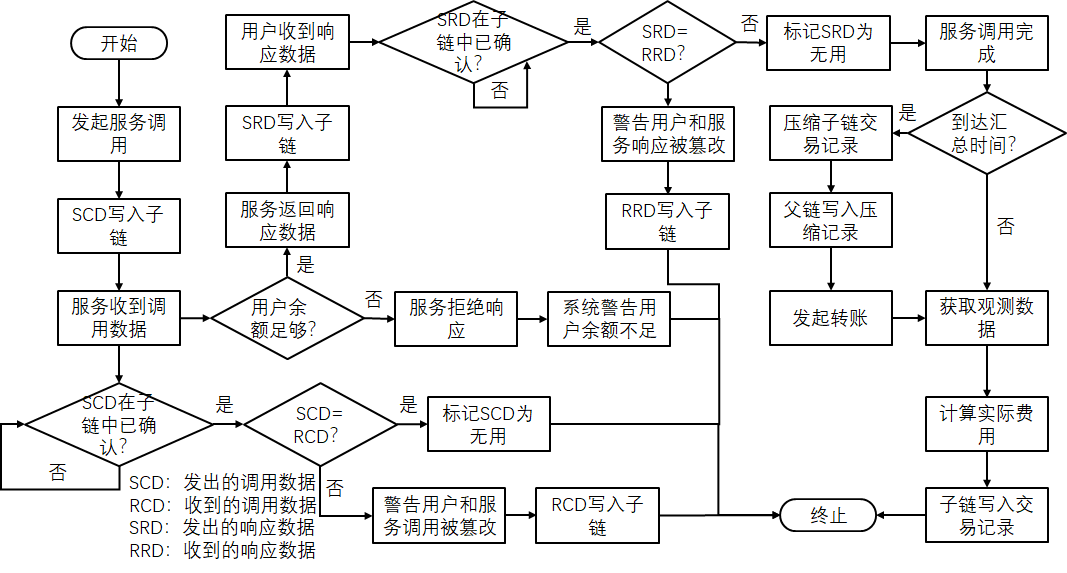 开始
发起服务调
用
SCD写入子
链
服务收到调
用数据
用户余
额足够？
是
否
服务返回响
应数据
SRD写入子
链
用户收到响
应数据
SRD在子
链中已确
认？
否
是
SRD=
RRD？
否
警告用户和服
务响应被篡改
RRD写入子
链
标记SRD为
无用
服务调用完
成
到达汇
总时间？
是
否
压缩子链交
易记录
父链写入压
缩记录
发起转账
获取观测数
据
计算实际费
用
子链写入交
易记录
终止
服务拒绝响
应
系统警告用
户余额不足
SCD在子
链中已确
认？
否
是
SCD=
RCD？
是
否
标记SCD为
无用
警告用户和服
务调用被篡改
RCD写入子
链
SCD：发出的调用数据
RCD：收到的调用数据
SRD：发出的响应数据
RRD：收到的响应数据